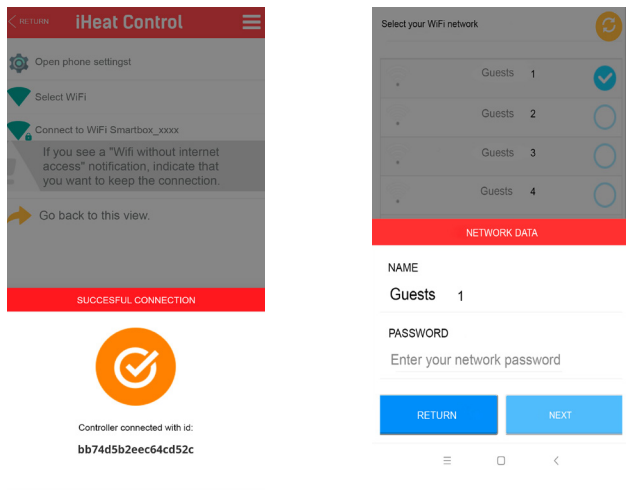 RETURN
iHeat Control
Open phone settingst
Select WiFi
Connect to WiFi Smartbox_xxxx
If you see a "Wifi without internet
access" notification, indicate that
you want to keep the connection.
Go back to this view.
SUCCESFUL CONNECTION
Controller connected with id:
bb74d5b2eec64cd52c
Select your WiFi network
Guests 1
Guests 2
Guests 3
Guests 4
NETWORK DATA
NAME
Guests 1
PASSWORD
Enter your network password
RETURN NEXT